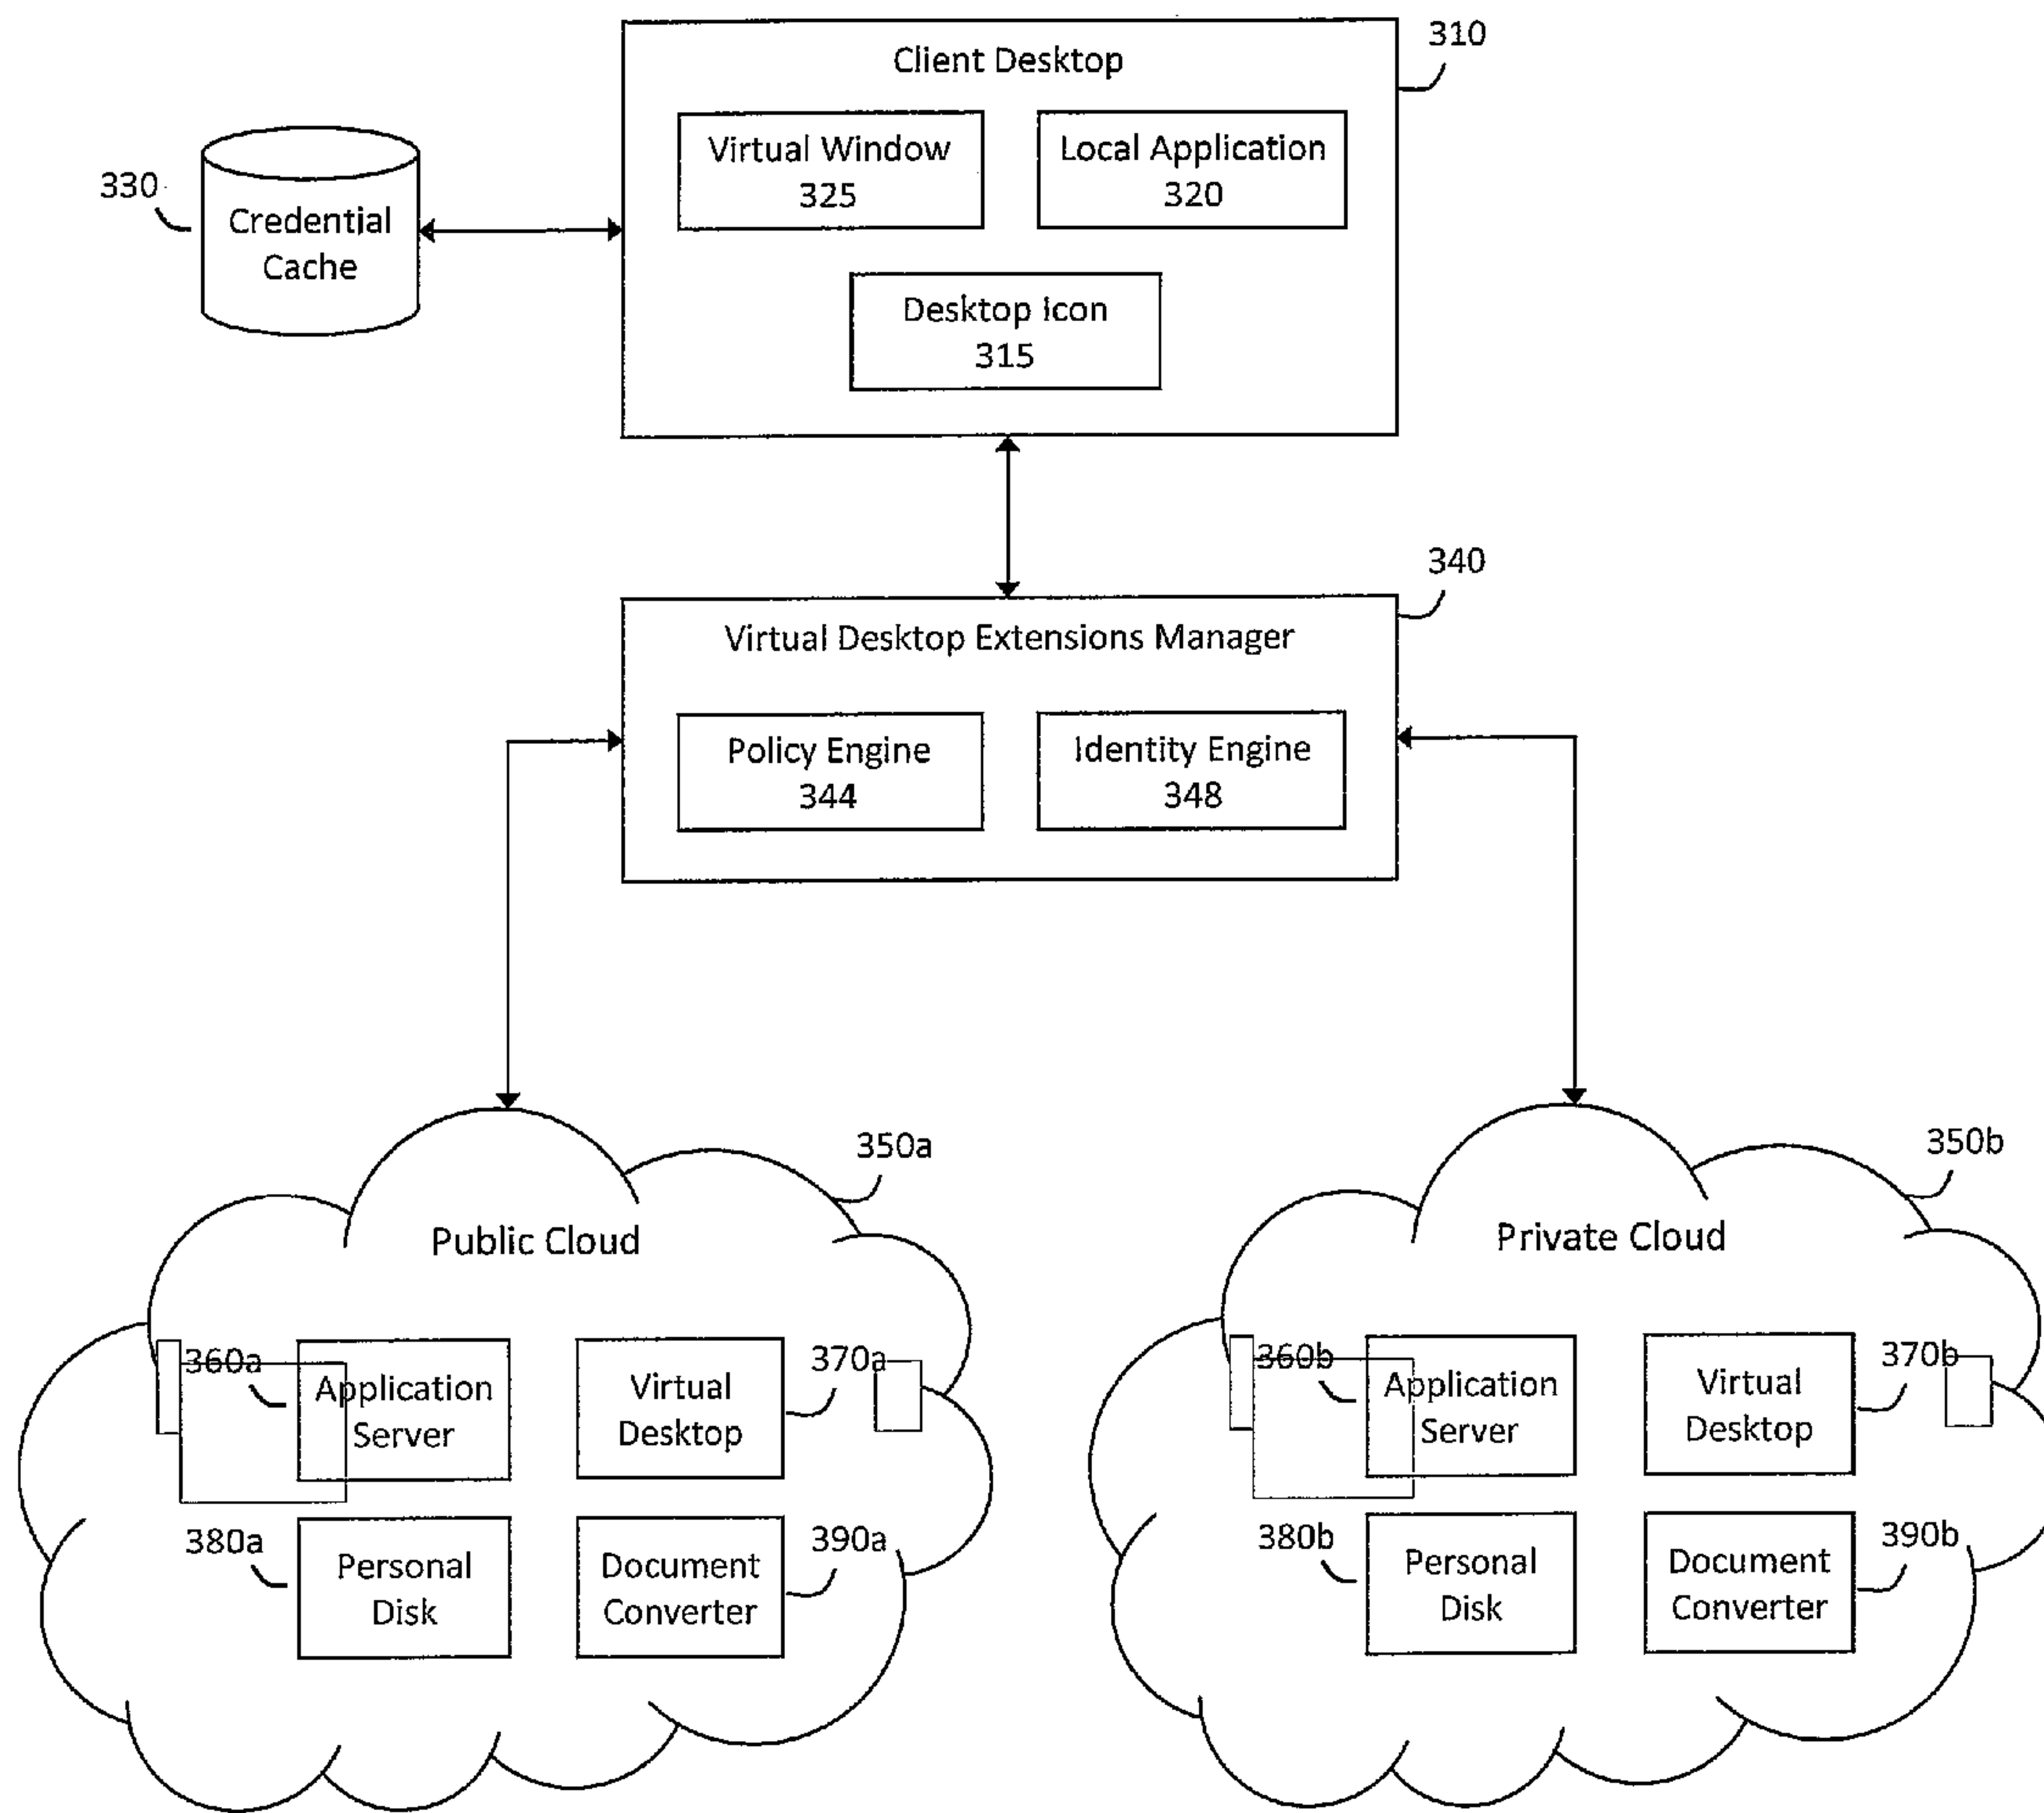 310
Client Desktop
Virtual Window
325
Local Application
320
330
Credential
Cache
Desktop Icon
315
340
Virtual Desktop Extensions Manager
Policy Engine
344
Identity Engine
348
350a
Public Cloud
360a
Application
Server
Virtual
Desktop
370a
380a
Personal
Disk
Document
Converter
390a
350b
Private Cloud
360b
Application
Server
Virtual
Desktop
370b
380b
Personal
Disk
Document
Converter
390b